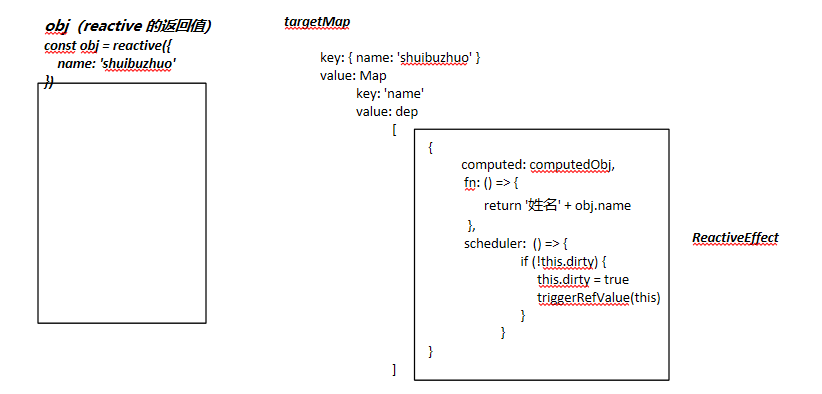 obj（reactive 的返回值）
const obj = reactive({
name: 'shuibuzhuo'
})
targetMap
key: { name: 'shuibuzhuo' }
value: Map
key: 'name'
value: dep
[
{
computed: computedObj,
fn: () => {
return '姓名' + obj.name
},
scheduler:  () => {
if (!this.dirty) {
this.dirty = true
triggerRefValue(this)
}
}
}
]
ReactiveEffect